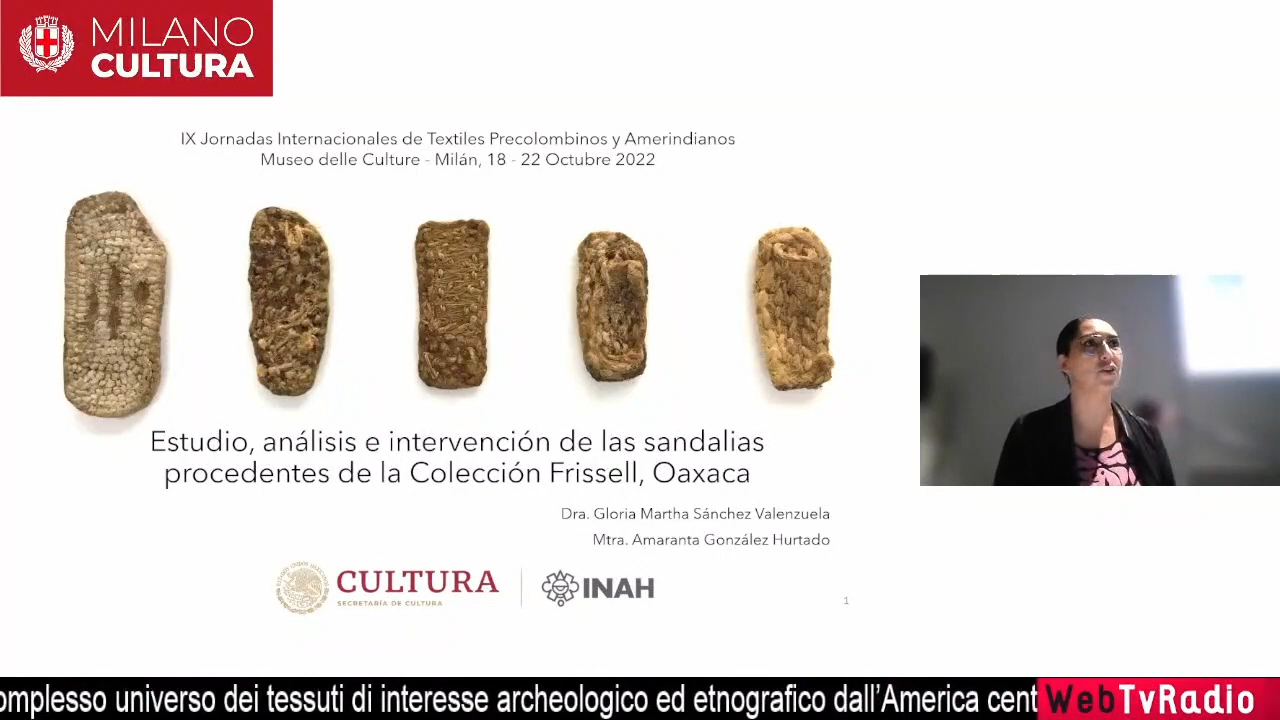 MILANO
CULTURA
IX Jornadas Internacionales de Textiles Precolombinos y Amerindianos
Museo delle Culture - Milán, 18 - 22 Octubre 2022
Estudio, análisis e intervención de las sandalias
procedentes de la Colección Frissell, Oaxaca
Dra. Gloria Martha Sánchez Valenzuela
Mtra. Amaranta González Hurtado
CULTURA
SECRETARÍA DE CULTURA
INAH
1
omplesso universo dei tessuti di interesse archeologico ed etnografico dall’America cent
WebTvRadio